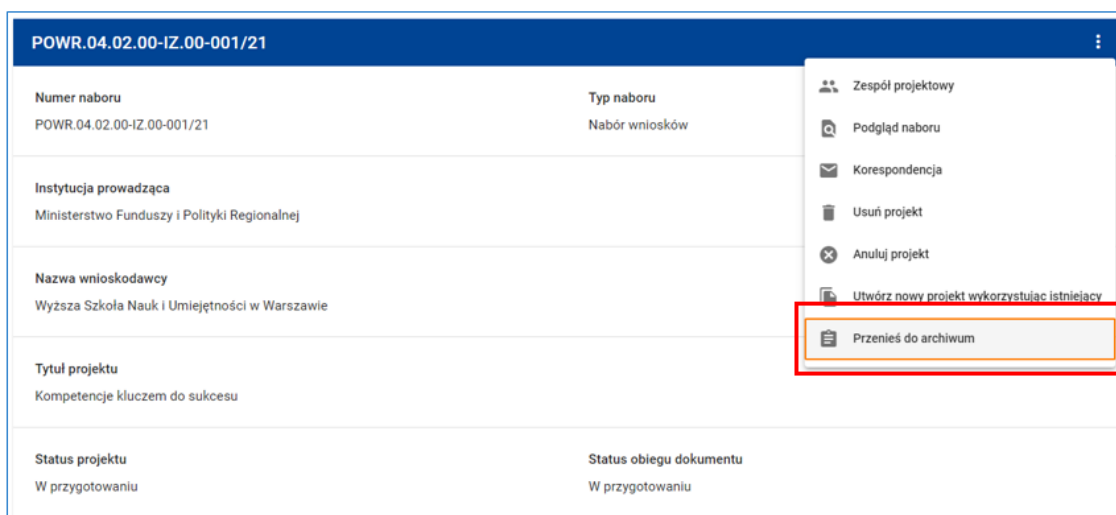 POWR.04.02.00-IZ.00-001/21
Numer naboru
POWR.04.02.00-IZ.00-001/21
Typ naboru
Nabór wniosków
Instytucja prowadząca
Ministerstwo Funduszy i Polityki Regionalnej
Nazwa wnioskodawcy
Wyższa Szkoła Nauk i Umiejętności w Warszawie
Tytuł projektu
Kompetencje kluczem do sukcesu
Status projektu
W przygotowaniu
Status obiegu dokumentu
W przygotowaniu
Zespół projektowy
Podgląd naboru
Korespondencja
Usuń projekt
Anuluj projekt
Utwórz nowy projekt wykorzystując istniejący
Przenieś do archiwum